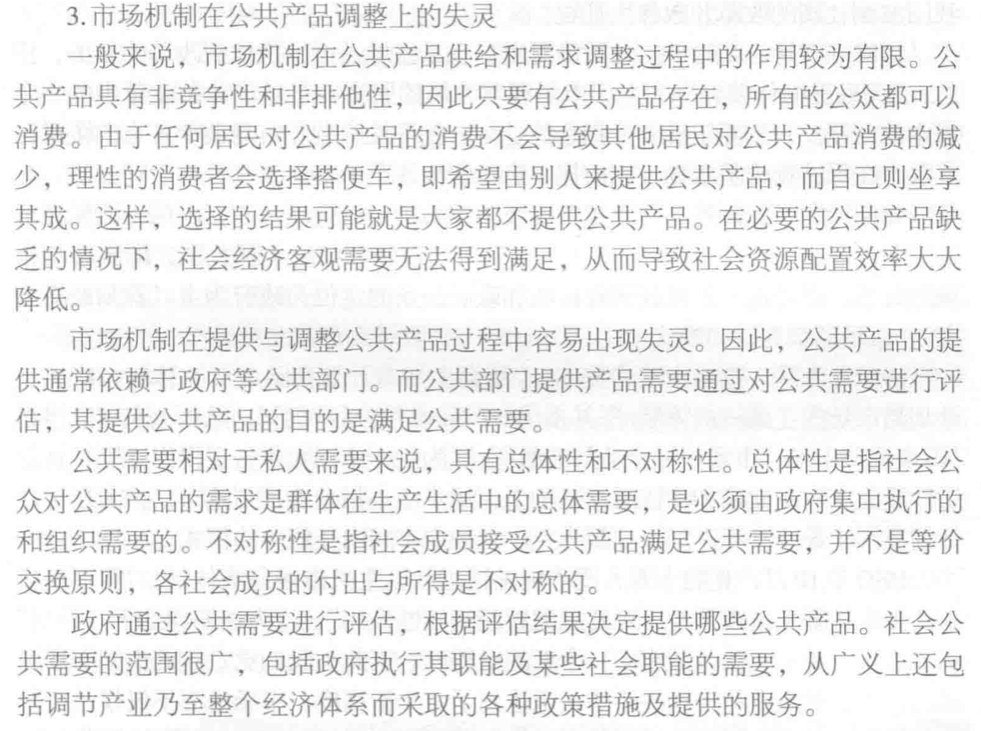 3.市场机制在公共产品调整上的失灵
一般来说，市场机制在公共产品供给和需求调整过程中的作用较为有限。公
共产品具有非竞争性和非排他性，因此只要有公共产品存在，所有的公众都可以
消费。由于任何居民对公共产品的消费不会导致其他居民对公共产品消费的减
少，理性的消费者会选择搭便车，即希望由别人来提供公共产品，而自己则坐享
其成。这样，选择的结果可能就是大家都不提供公共产品。在必要的公共产品缺
乏的情况下，社会经济客观需要无法得到满足，从而导致社会资源配置效率大大
降低。
市场机制在提供与调整公共产品过程中容易出现失灵。因此，公共产品的提
供通常依赖于政府等公共部门。而公共部门提供产品需要通过对公共需要进行评
估，其提供公共产品的目的是满足公共需要。
公共需要相对于私人需要来说，具有总体性和不对称性。总体性是指社会公
众对公共产品的需求是群体在生产生活中的总体需要，是必须由政府集中执行的
和组织需要的。不对称性是指社会成员接受公共产品满足公共需要，并不是等价
交换原则，各社会成员的付出与所得是不对称的。
政府通过公共需要进行评估，根据评估结果决定提供哪些公共产品。社会公
共需要的范围很广，包括政府执行其职能及某些社会职能的需要，从广义上还包
括调节产业乃至整个经济体系而采取的各种政策措施及提供的服务。